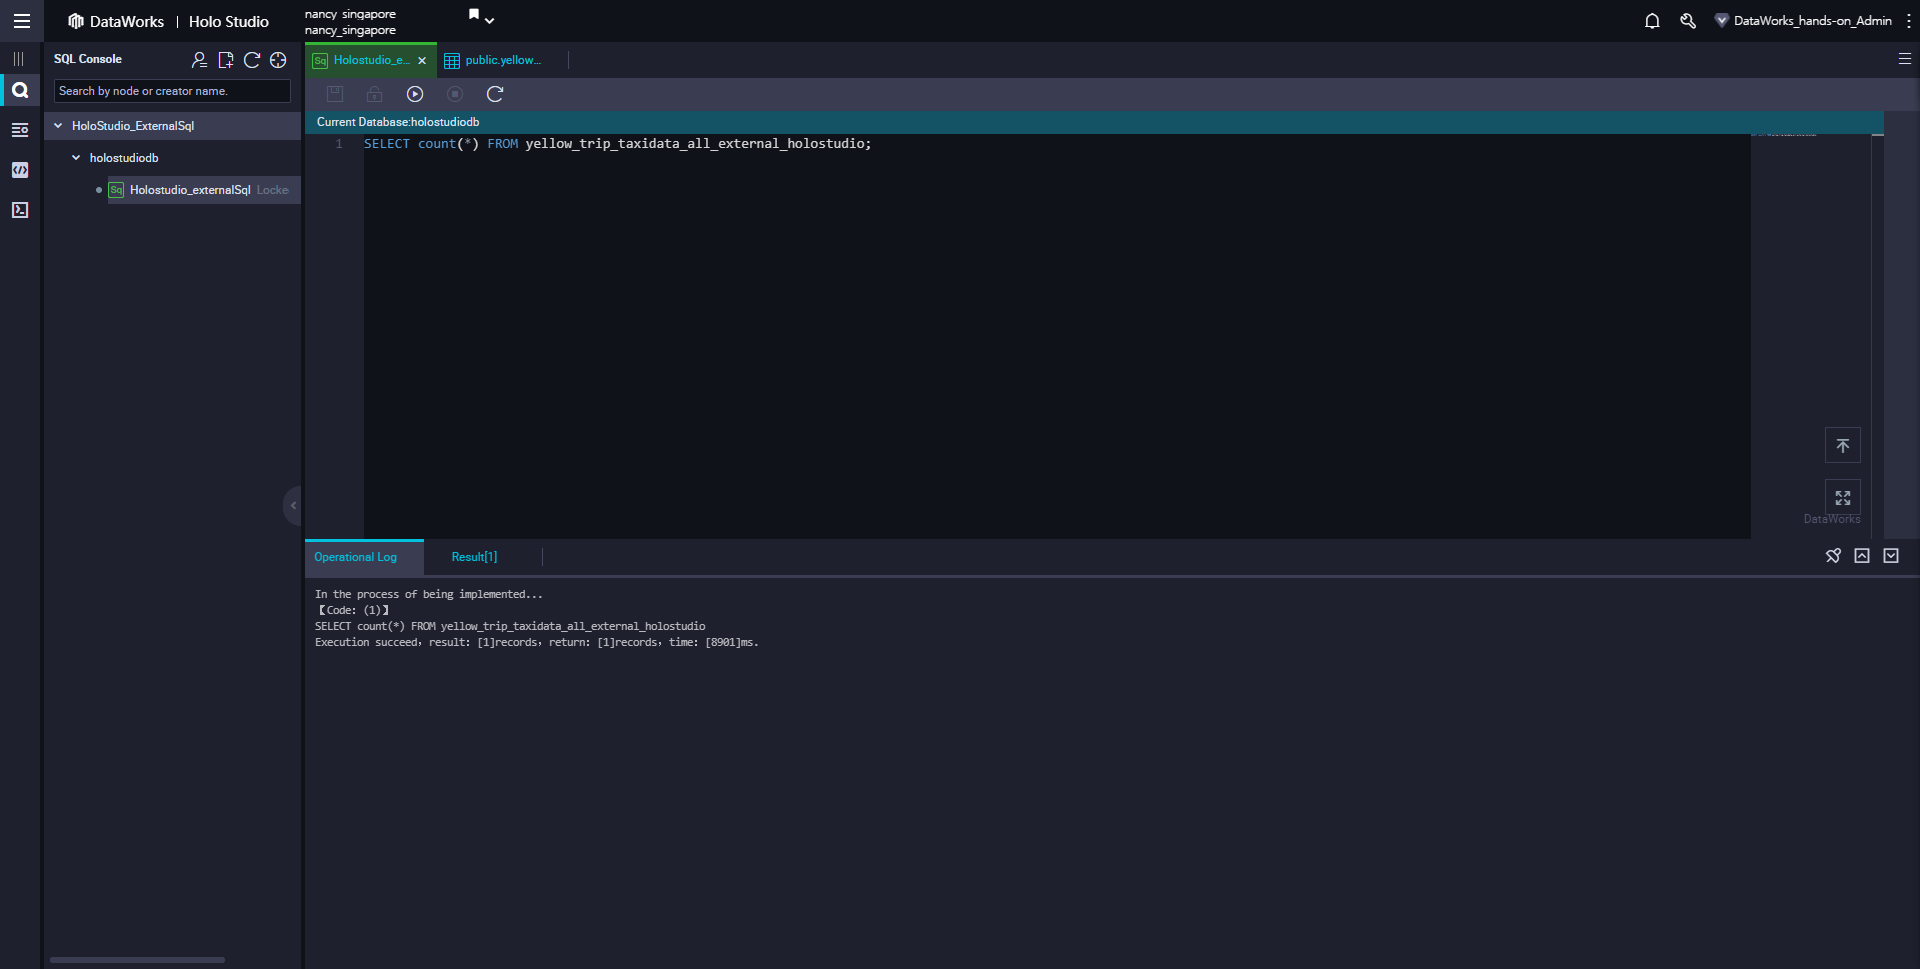 DataWorks | Holo Studio
nancy_singapore
nancy_singapore
DataWorks_hands-on_Admin
SQL Console
Search by node or creator name.
HoloStudio_ExternalSql
holostudiodb
Sq Holostudio_externalSql Locke
Sq Holostudio_e...
public.yellow...
Current Database:holostudiodb
1 SELECT count(*) FROM yellow_trip_taxidata_all_external_holostudio;
DataWorks
Operational Log
Result[1]
In the process of being implemented...
【Code: (1)】
SELECT count(*) FROM yellow_trip_taxidata_all_external_holostudio
Execution succeed，result: [1]records，return: [1]records，time: [8901]ms.